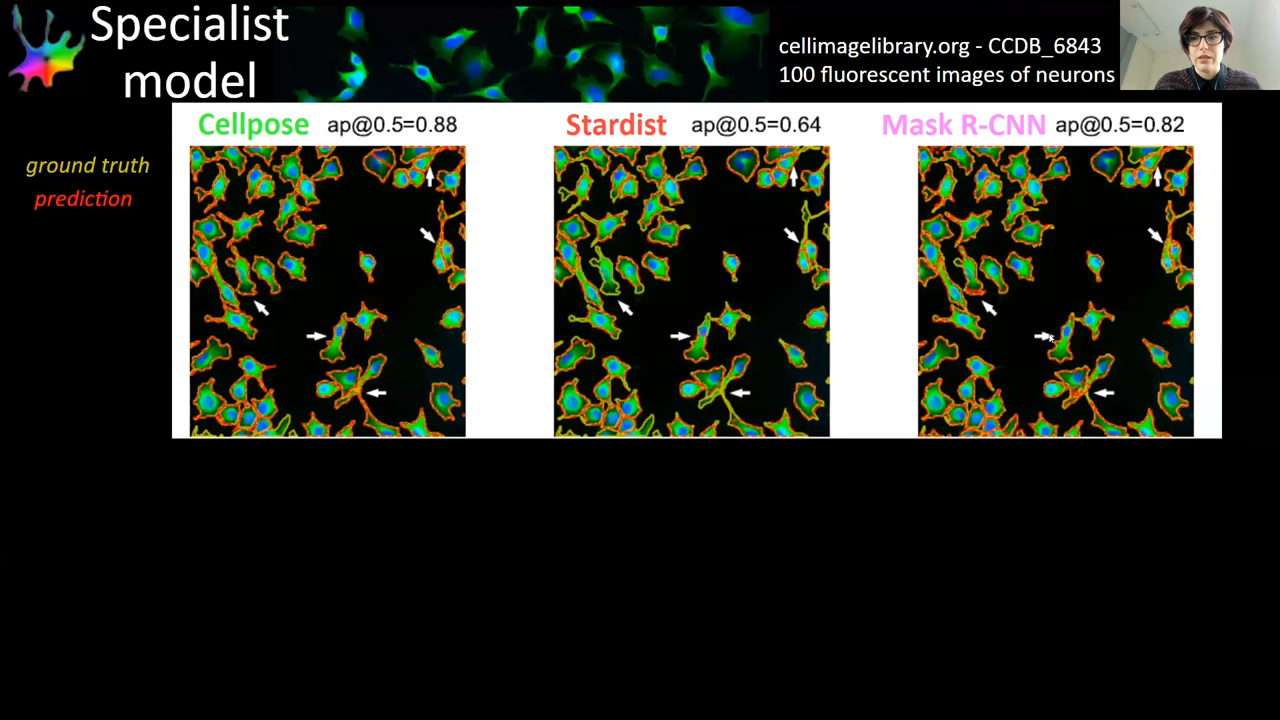 Specialist
model
cellimagelibrary.org - CCDB_6843
100 fluorescent images of neurons
Cellpose ap@0.5=0.88
Stardist ap@0.5=0.64
Mask R-CNN ap@0.5=0.82
ground truth
prediction